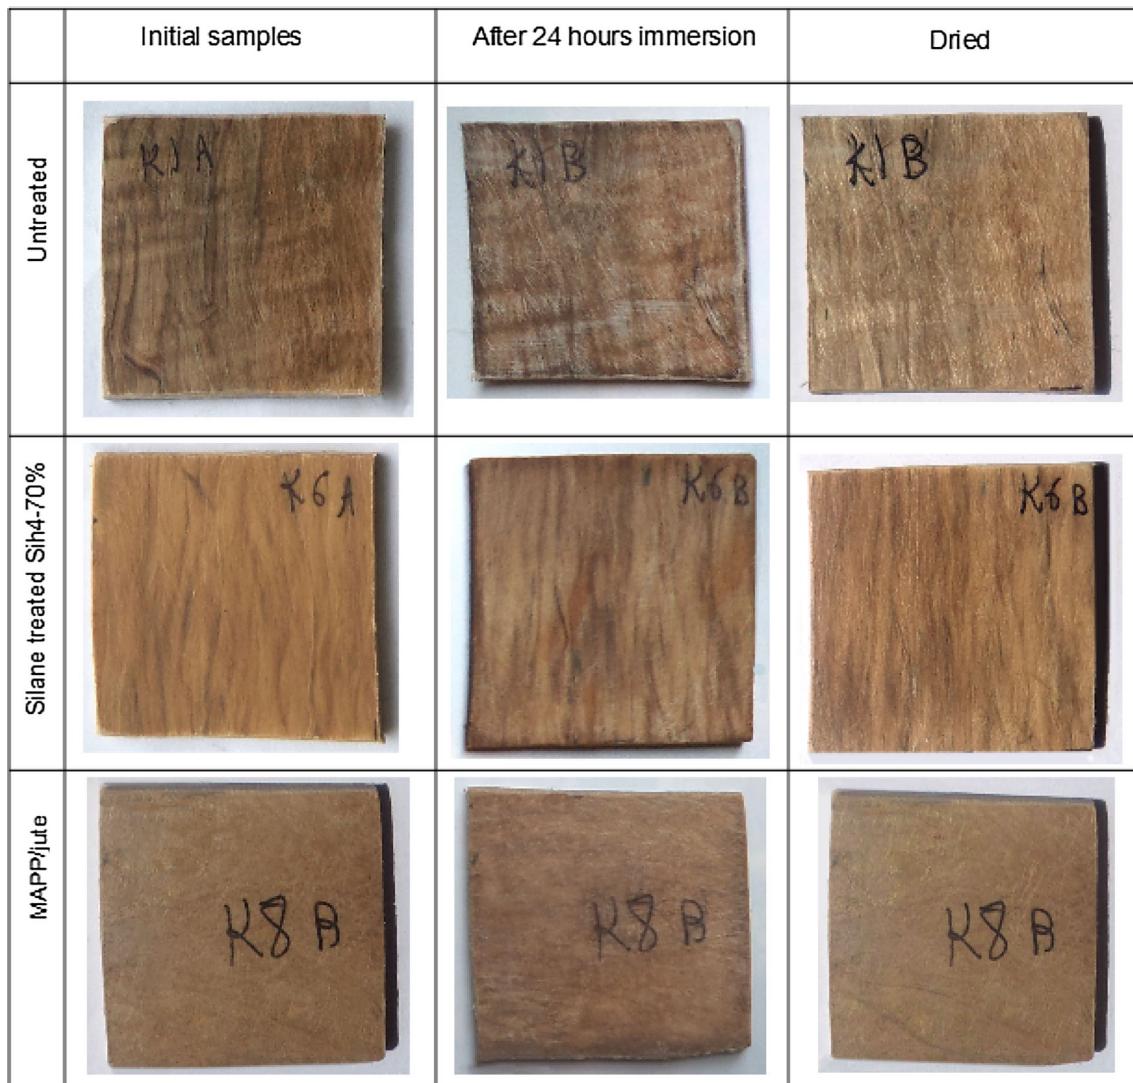 Initial samples
After 24 hours immersion
Dried
Untreated
K1 A
K1 B
K1 B
Silane treated Sih4-70%
K6 A
K6 B
K6 B
MAPP/jute
K8 B
K8 B
K8 B